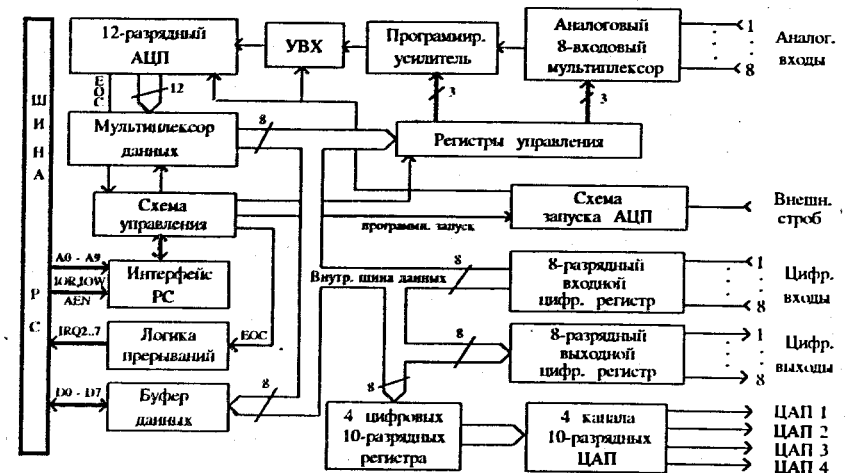 12-разрядный
АЦП
УВХ
Программир.
усилитель
Аналоговый
8-входовый
мультиплексор
1
8
Аналог.
входы
EOC
12
3
3
ШИНА
Мультиплексор
данных
8
Регистры управления
Схема
управления
программн. запуск
Схема
запуска АЦП
Внешн.
строб
A0 - A9
IOR,IOW
AEN
Интерфейс
PC
Внутр. шина данных
8
8-разрядный
входной
цифр. регистр
1
8
Цифр.
входы
РС
IRQ2..7
Логика
прерываний
EOC
8
8-разрядный
выходной
цифр. регистр
1
8
Цифр.
выходы
D0 - D7
Буфер
данных
8
8
4 цифровых
10-разрядных
регистра
4 канала
10-разрядных
ЦАП
ЦАП 1
ЦАП 2
ЦАП 3
ЦАП 4